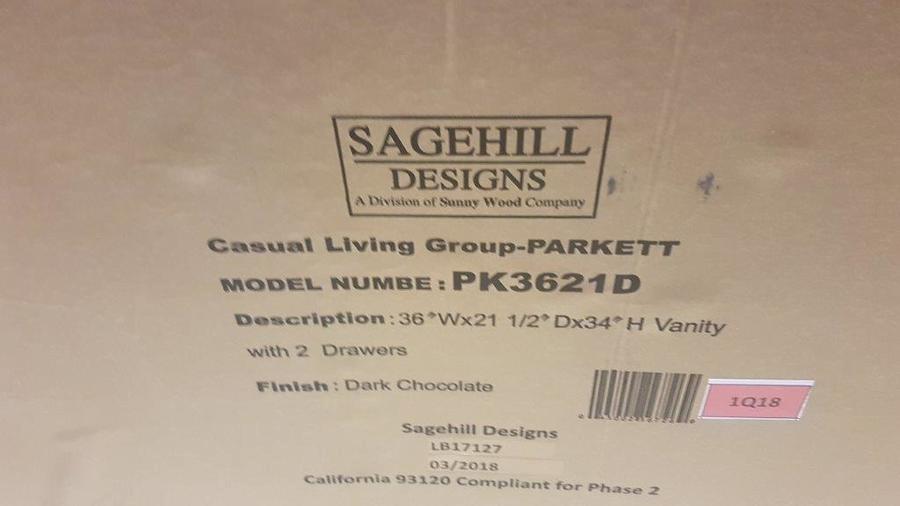 SAGEHILL
DESIGNS
A Division of Sunny Wood Company
Casual Living Group-PARKETT
MODEL NUMBE : PK3621D
Description : 36"Wx21 1/2" Dx34" H Vanity
with 2 Drawers
Finish : Dark Chocolate
1Q18
Sagehill Designs
LB17127
03/2018
California 93120 Compliant for Phase 2